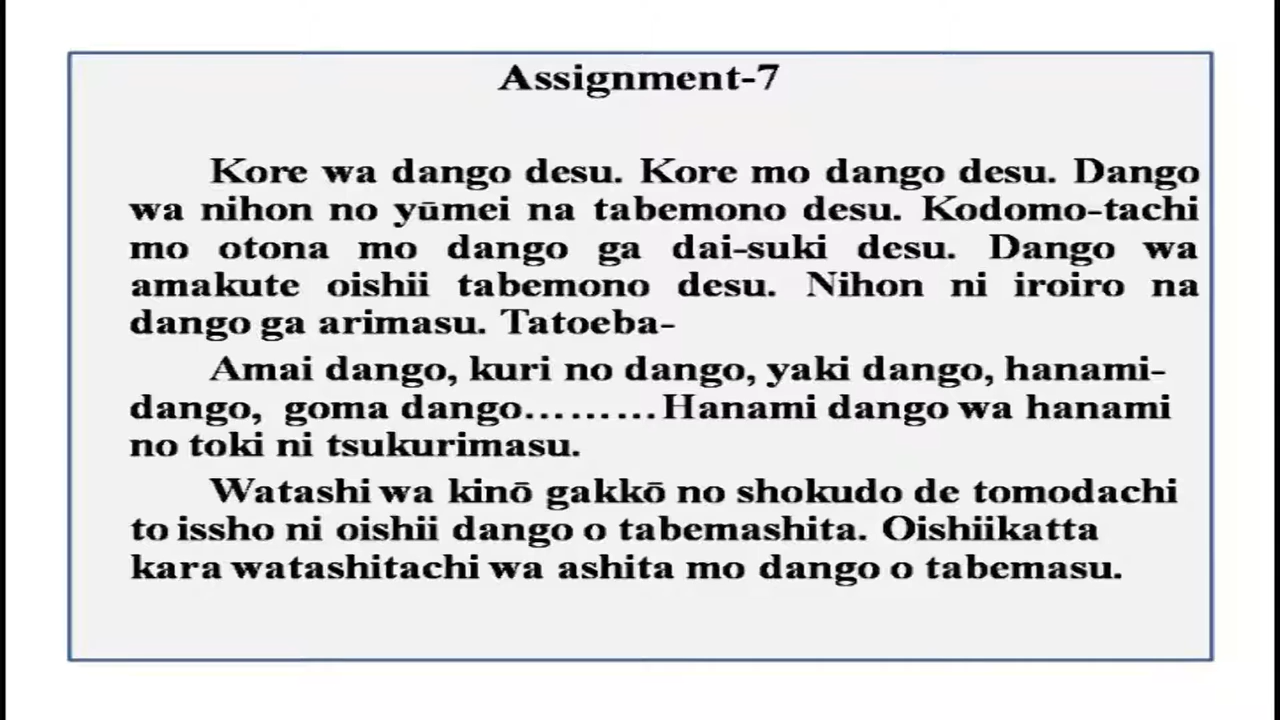 Assignment-7
Kore wa dango desu. Kore mo dango desu. Dango
wa nihon no yūmei na tabemono desu. Kodomo-tachi
mo otona mo dango ga dai-suki desu. Dango wa
amakute oishii tabemono desu. Nihon ni iroiro na
dango ga arimasu. Tatoeba-
Amai dango, kuri no dango, yaki dango, hanami-
dango, goma dango.........Hanami dango wa hanami
no toki ni tsukurimasu.
Watashi wa kinō gakkō no shokudo de tomodachi
to issho ni oishii dango o tabemashita. Oishiikatta
kara watashitachi wa ashita mo dango o tabemasu.